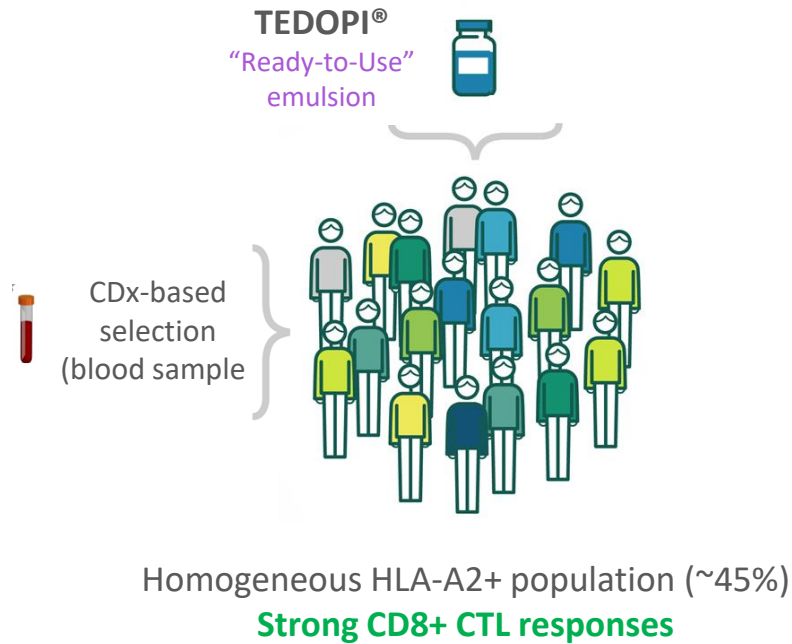 TEDOPI®
“Ready-to-Use”
emulsion
CDx-based
selection
(blood sample
Homogeneous HLA-A2+ population (~45%)
Strong CD8+ CTL responses